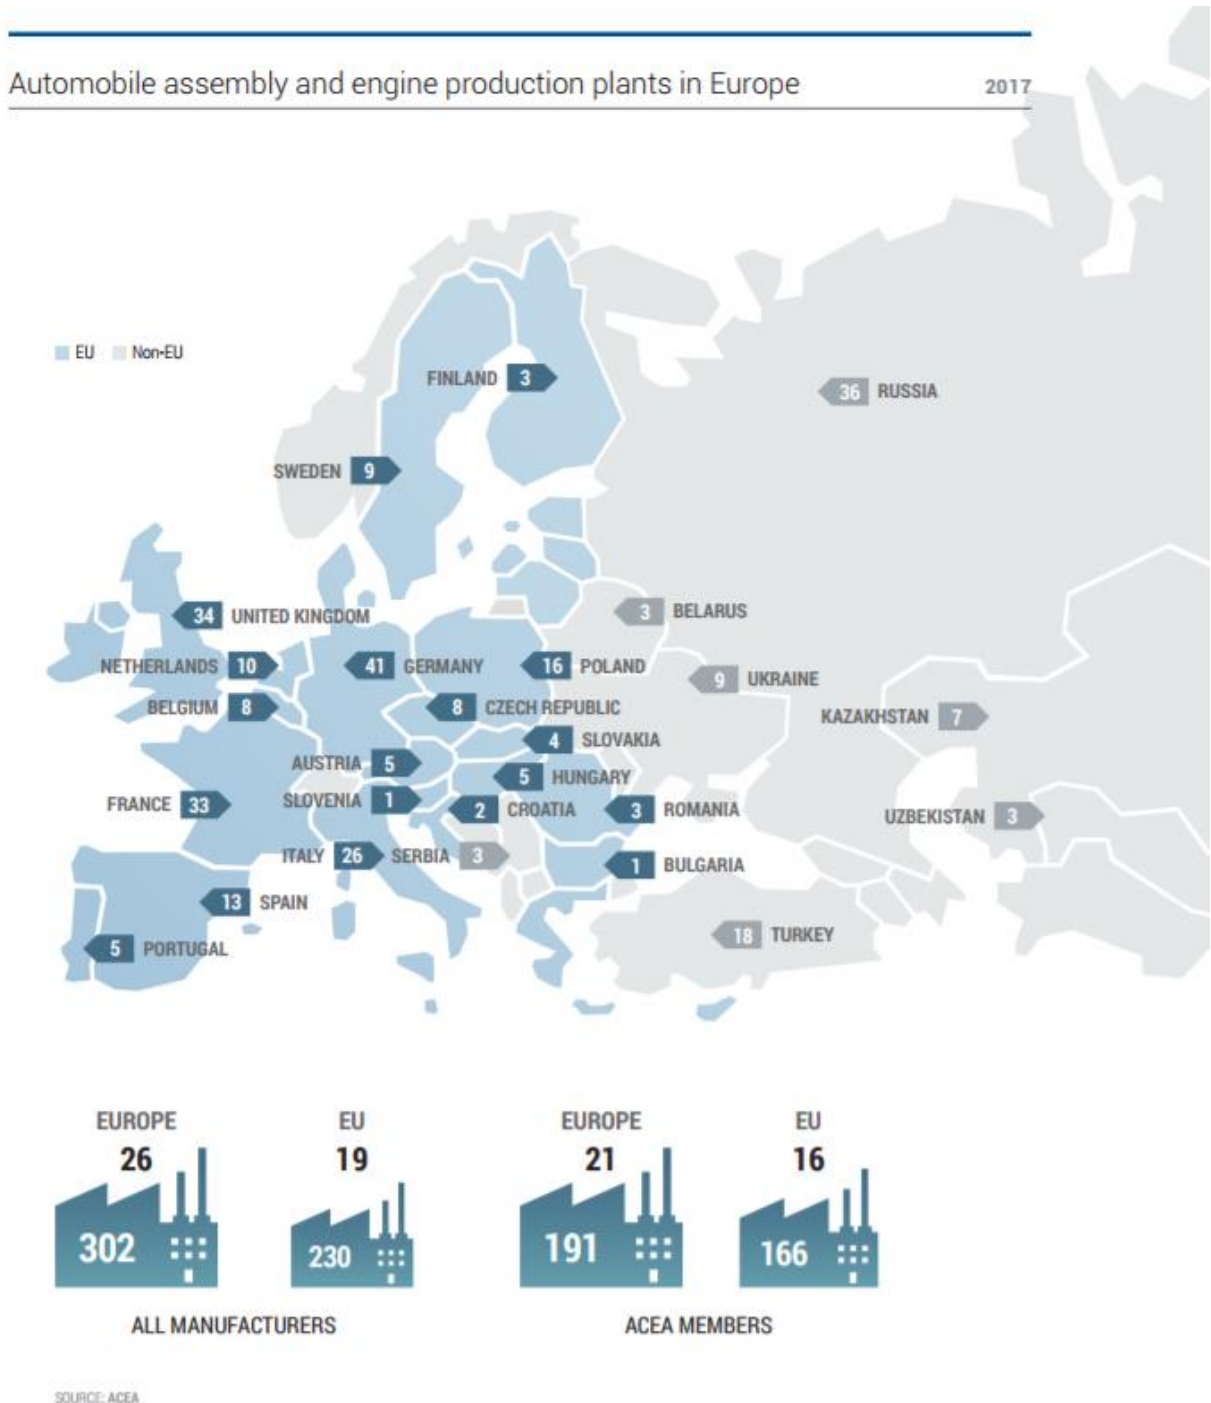 Automobile assembly and engine production plants in Europe 2017
EU Non-EU
FINLAND 3
36 RUSSIA
SWEDEN 9
3 BELARUS
34 UNITED KINGDOM
NETHERLANDS 10
41 GERMANY
16 POLAND
9 UKRAINE
BELGIUM 8
8 CZECH REPUBLIC
KAZAKHSTAN 7
4 SLOVAKIA
AUSTRIA 5
5 HUNGARY
FRANCE 33
SLOVENIA 1
2 CROATIA
3 ROMANIA
UZBEKISTAN 3
ITALY 26
SERBIA 3
1 BULGARIA
13 SPAIN
18 TURKEY
5 PORTUGAL
EUROPE EU EUROPE EU
26 19 21 16
302 230 191 166
ALL MANUFACTURERS ACEA MEMBERS
SOURCE: ACEA